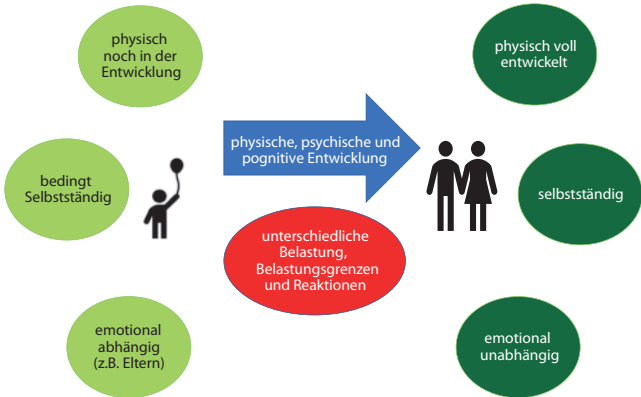 physisch
noch in der
Entwicklung
physisch voll
entwickelt
physische, psychische und
pognitive Entwicklung
bedingt
Selbstständig
selbstständig
unterschiedliche
Belastung,
Belastungsgrenzen
und Reaktionen
emotional
abhängig
(z.B. Eltern)
emotional
unabhängig